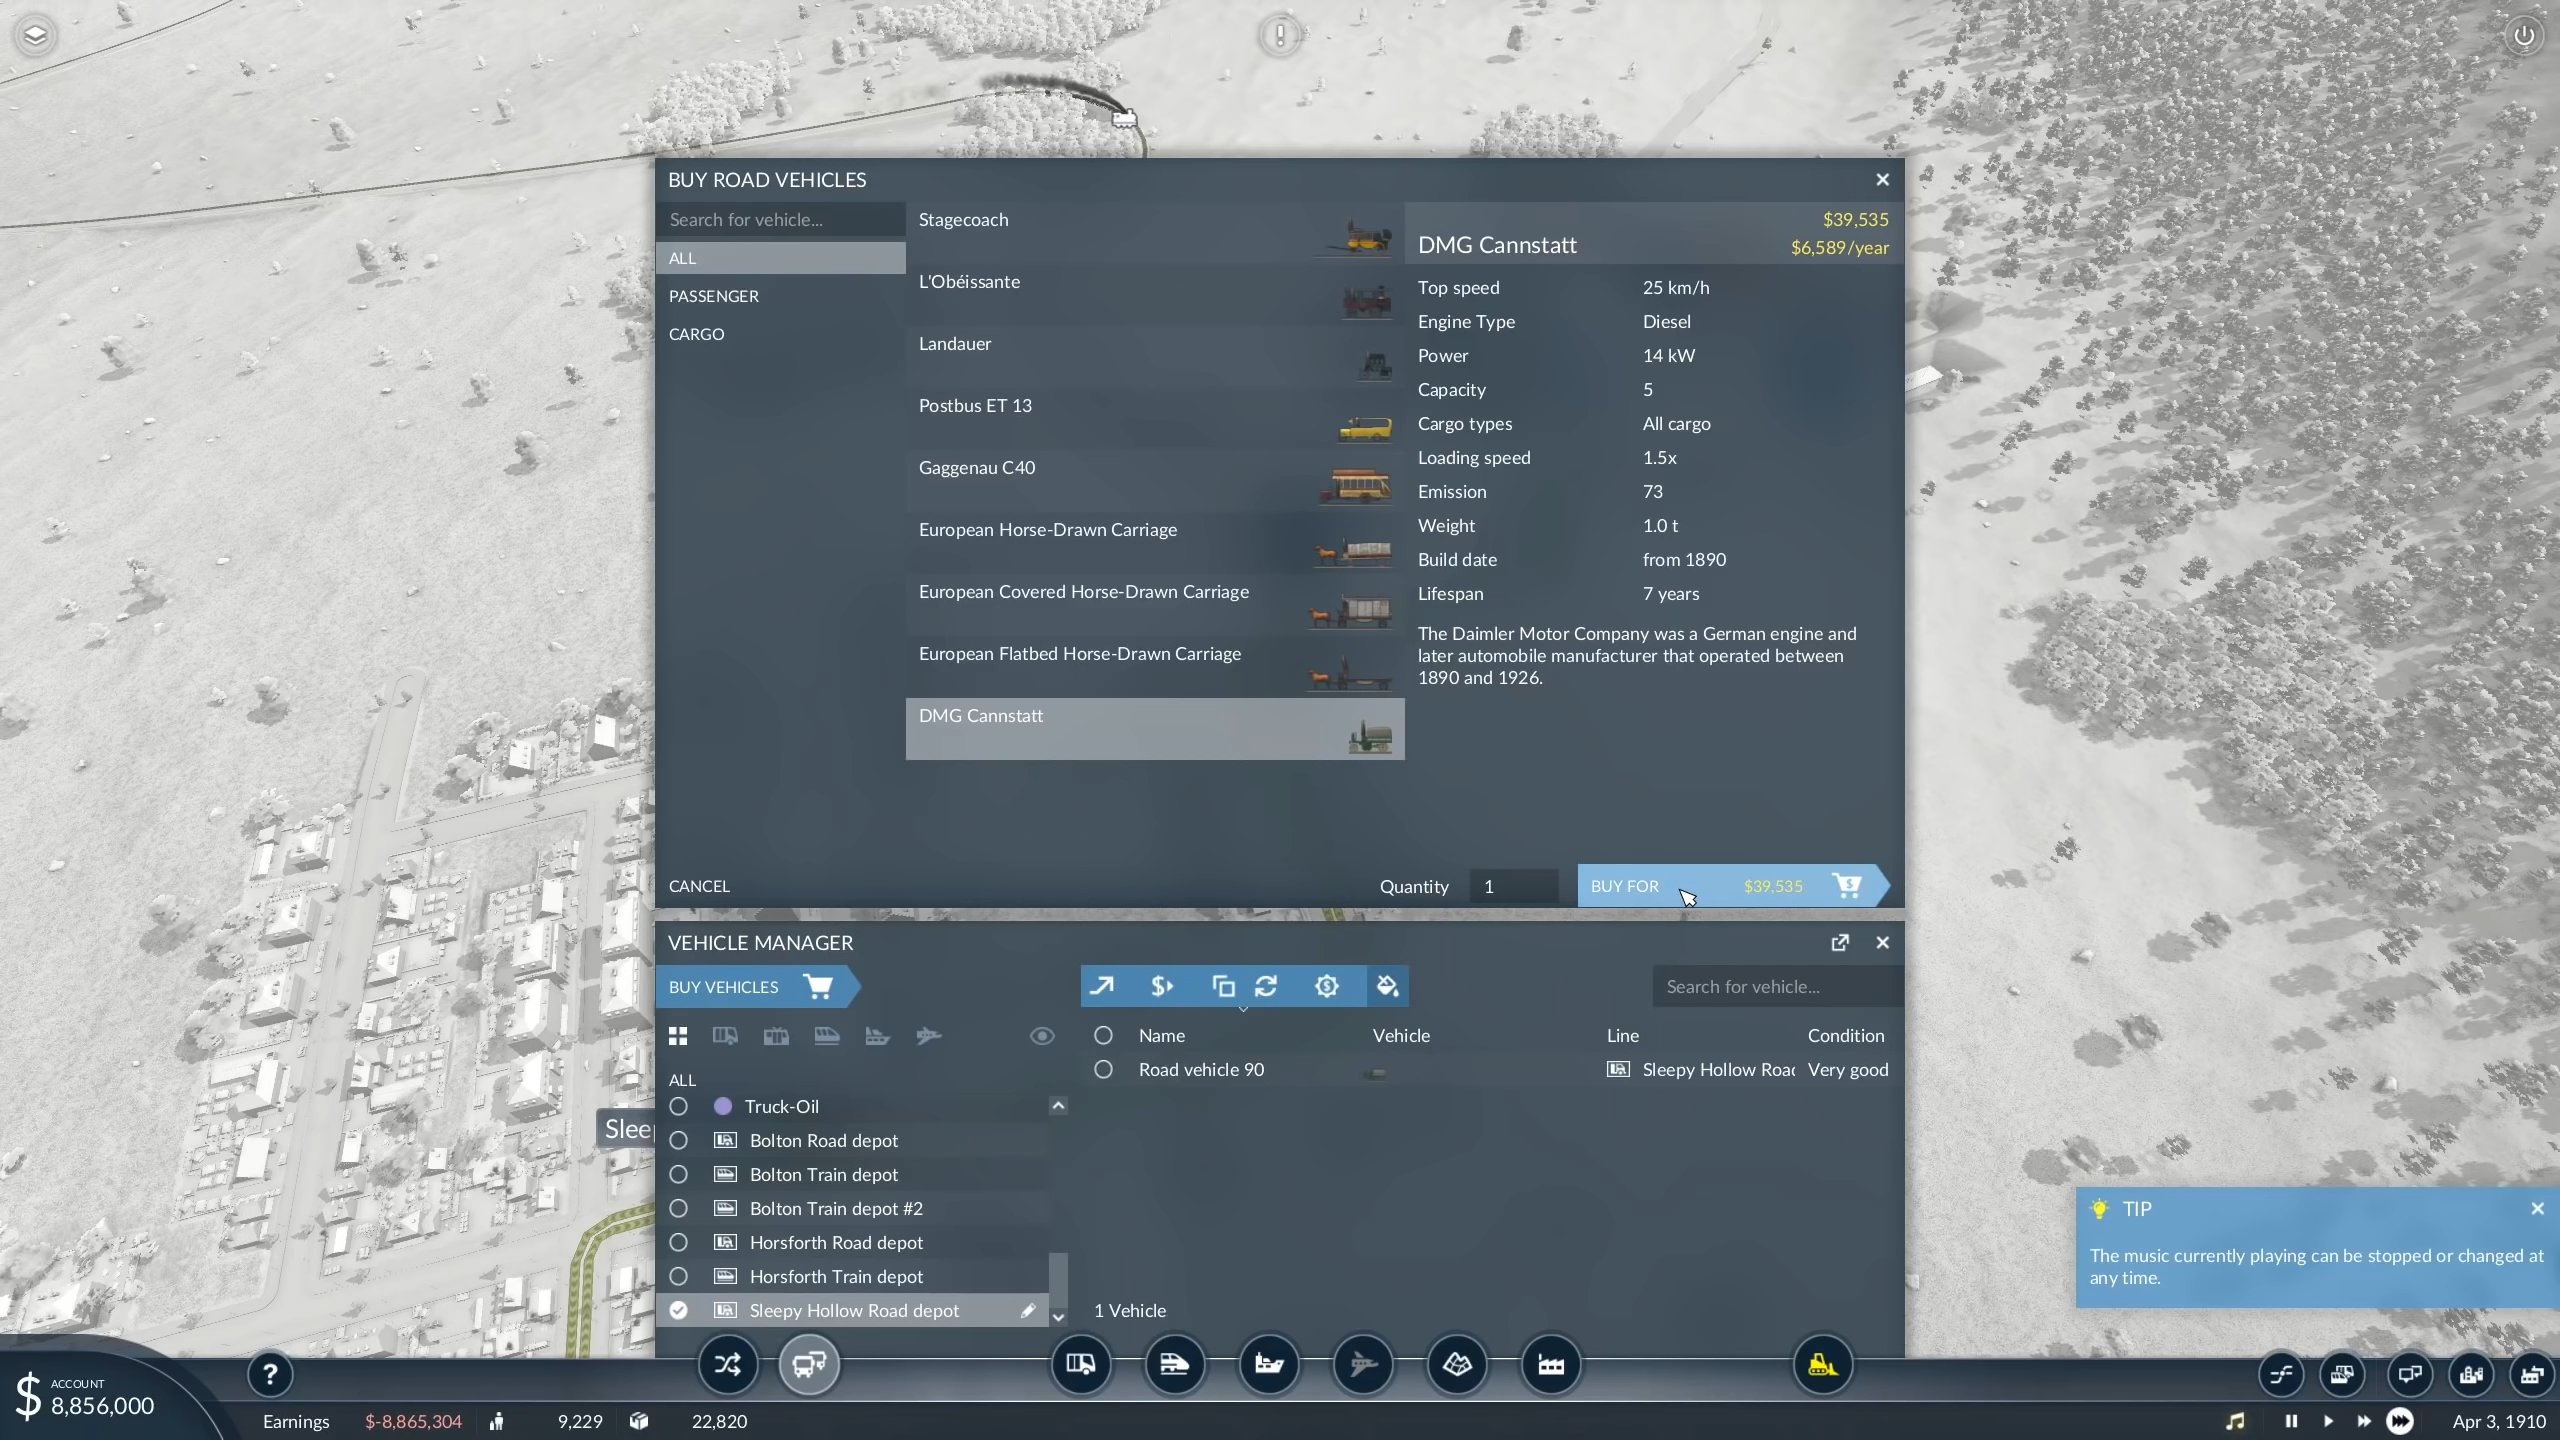 BUY ROAD VEHICLES
Search for vehicle...
ALL
PASSENGER
CARGO
Stagecoach
L'Obéissante
Landauer
Postbus ET 13
Gaggenau C40
European Horse-Drawn Carriage
European Covered Horse-Drawn Carriage
European Flatbed Horse-Drawn Carriage
DMG Cannstatt
$39,535
DMG Cannstatt
$6,589/year
Top speed 25 km/h
Engine Type Diesel
Power 14 kW
Capacity 5
Cargo types All cargo
Loading speed 1.5x
Emission 73
Weight 1.0 t
Build date from 1890
Lifespan 7 years
The Daimler Motor Company was a German engine and
later automobile manufacturer that operated between
1890 and 1926.
CANCEL
Quantity 1
BUY FOR $39,535
VEHICLE MANAGER
BUY VEHICLES
Search for vehicle...
ALL
Truck-Oil
Bolton Road depot
Bolton Train depot
Bolton Train depot #2
Horsforth Road depot
Horsforth Train depot
Sleepy Hollow Road depot
Name Vehicle Line Condition
Road vehicle 90 Sleepy Hollow Road Very good
1 Vehicle
Slee
TIP
The music currently playing can be stopped or changed at
any time.
ACCOUNT
$ 8,856,000
Earnings $-8,865,304 9,229 22,820
Apr 3, 1910